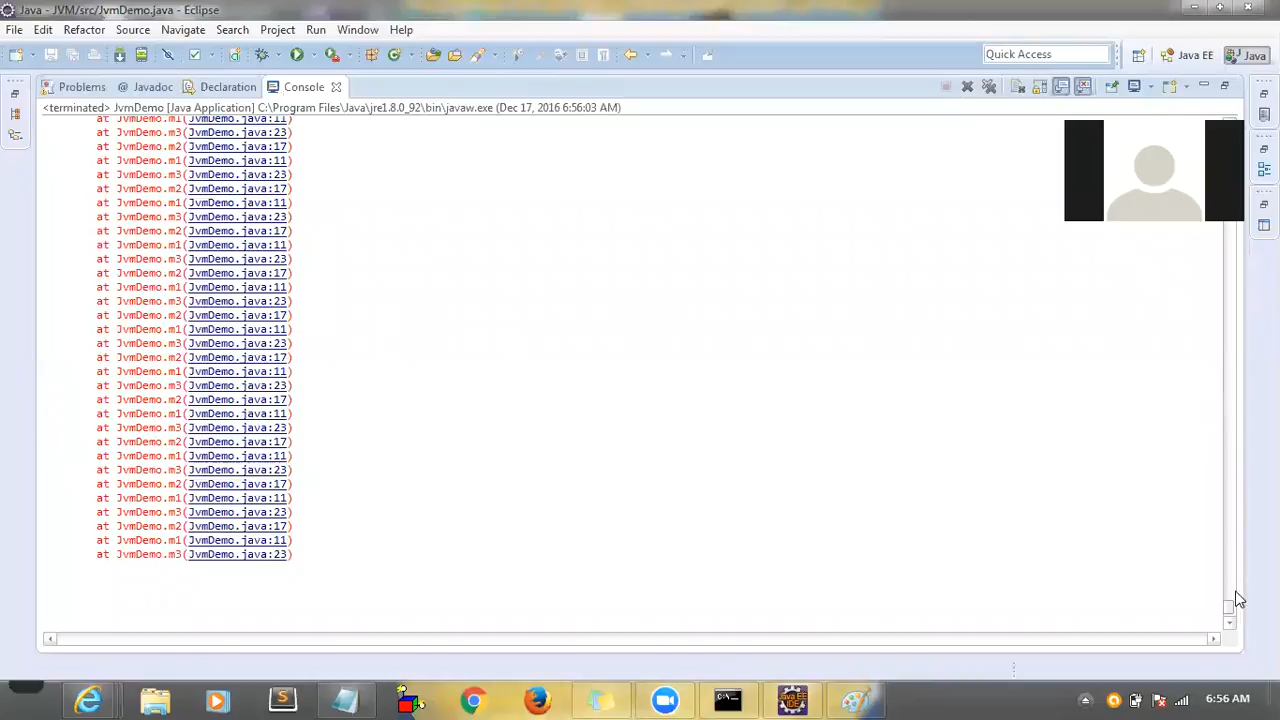 Java - JVM/src/JvmDemo.java - Eclipse
File Edit Refactor Source Navigate Search Project Run Window Help
Quick Access
Java EE
Java
Problems
@ Javadoc
Declaration
Console
<terminated> JvmDemo [Java Application] C:\Program Files\Java\jre1.8.0_92\bin\javaw.exe (Dec 17, 2016 6:56:03 AM)
at JvmDemo.m1(JvmDemo.java:11)
at JvmDemo.m3(JvmDemo.java:23)
at JvmDemo.m2(JvmDemo.java:17)
at JvmDemo.m1(JvmDemo.java:11)
at JvmDemo.m3(JvmDemo.java:23)
at JvmDemo.m2(JvmDemo.java:17)
at JvmDemo.m1(JvmDemo.java:11)
at JvmDemo.m3(JvmDemo.java:23)
at JvmDemo.m2(JvmDemo.java:17)
at JvmDemo.m1(JvmDemo.java:11)
at JvmDemo.m3(JvmDemo.java:23)
at JvmDemo.m2(JvmDemo.java:17)
at JvmDemo.m1(JvmDemo.java:11)
at JvmDemo.m3(JvmDemo.java:23)
at JvmDemo.m2(JvmDemo.java:17)
at JvmDemo.m1(JvmDemo.java:11)
at JvmDemo.m3(JvmDemo.java:23)
at JvmDemo.m2(JvmDemo.java:17)
at JvmDemo.m1(JvmDemo.java:11)
at JvmDemo.m3(JvmDemo.java:23)
at JvmDemo.m2(JvmDemo.java:17)
at JvmDemo.m1(JvmDemo.java:11)
at JvmDemo.m3(JvmDemo.java:23)
at JvmDemo.m2(JvmDemo.java:17)
at JvmDemo.m1(JvmDemo.java:11)
at JvmDemo.m3(JvmDemo.java:23)
at JvmDemo.m2(JvmDemo.java:17)
at JvmDemo.m1(JvmDemo.java:11)
at JvmDemo.m3(JvmDemo.java:23)
at JvmDemo.m2(JvmDemo.java:17)
at JvmDemo.m1(JvmDemo.java:11)
at JvmDemo.m3(JvmDemo.java:23)
Java EE
IDE
6:56 AM